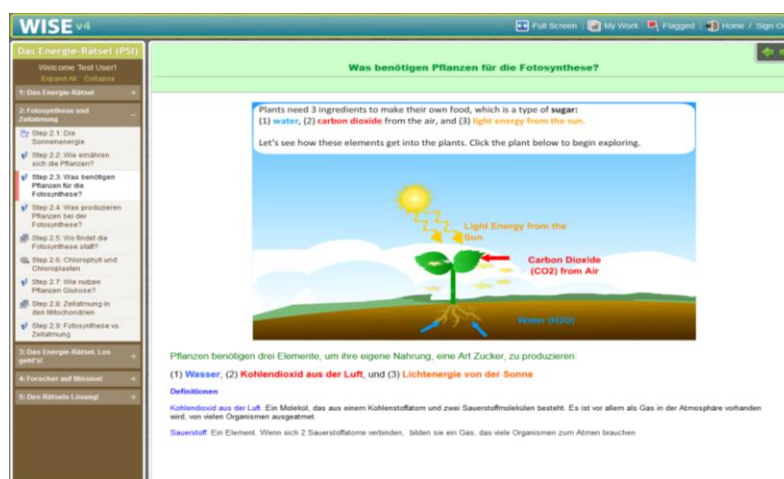 WISE v4
Full Screen
My Work
Flagged
Home / Sign Ou
Das Energie-Rätsel (PSI)
Welcome Test User!
Expand All Collapse
1: Das Energie-Rätsel
2: Fotosynthese und
Zellatmung
Step 2.1: Die
Sonnenenergie
Step 2.2: Wie ernähren
sich die Pflanzen?
Step 2.3: Was benötigen
Pflanzen für die
Fotosynthese?
Step 2.4: Was produzieren
Pflanzen bei der
Fotosynthese?
Step 2.5: Wo findet die
Fotosynthese statt?
Step 2.6: Chlorophyll und
Chloroplasten
Step 2.7: Wie nutzen
Pflanzen Glukose?
Step 2.8: Zellatmung in
den Mitochondrien
Step 2.9: Fotosynthese vs.
Zellatmung
3: Das Energie-Rätsel. Los
geht's!
4: Forscher auf Mission!
5: Des Rätsels Lösung!
Was benötigen Pflanzen für die Fotosynthese?
Plants need 3 ingredients to make their own food, which is a type of sugar:
(1) water, (2) carbon dioxide from the air, and (3) light energy from the sun.
Let's see how these elements get into the plants. Click the plant below to begin exploring.
Light Energy from the
Sun
Carbon Dioxide
(CO2) from Air
Water (H2O)
Pflanzen benötigen drei Elemente, um ihre eigene Nahrung, eine Art Zucker, zu produzieren:
(1) Wasser, (2) Kohlendioxid aus der Luft, und (3) Lichtenergie von der Sonne
Definitionen
Kohlendioxid aus der Luft: Ein Molekül, das aus einem Kohlenstoffatom und zwei Sauerstoffmolekülen besteht. Es ist vor allem als Gas in der Atmosphäre vorhanden
wird, von vielen Organismen ausgeatmet.
Sauerstoff: Ein Element. Wenn sich 2 Sauerstoffatome verbinden, bilden sie ein Gas, das viele Organismen zum Atmen brauchen